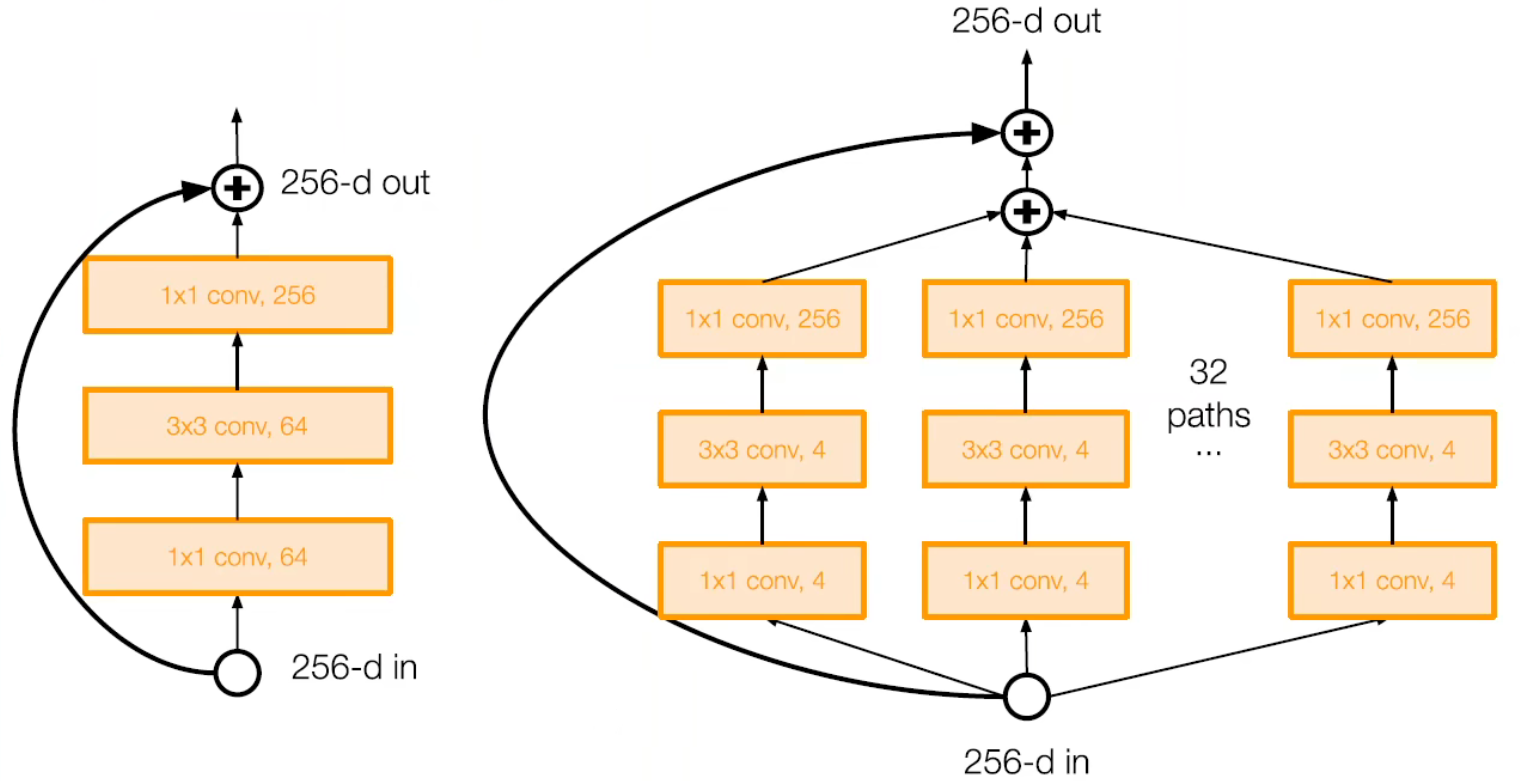 256-d out
1x1 conv, 256
3x3 conv, 64
1x1 conv, 64
256-d in
256-d out
1x1 conv, 256
1x1 conv, 256
1x1 conv, 256
32
paths
...
3x3 conv, 4
3x3 conv, 4
3x3 conv, 4
1x1 conv, 4
1x1 conv, 4
1x1 conv, 4
256-d in